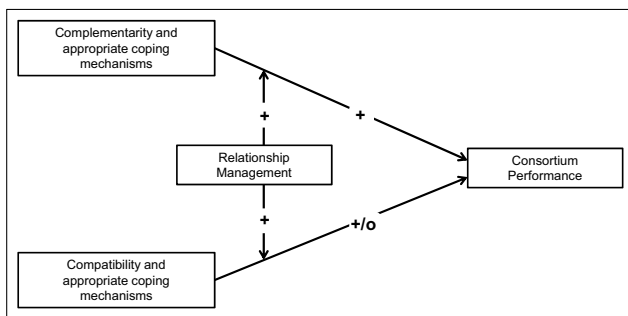 Complementarity and
appropriate coping
mechanisms
+
+
Relationship
Management
Consortium
Performance
+
+/o
Compatibility and
appropriate coping
mechanisms